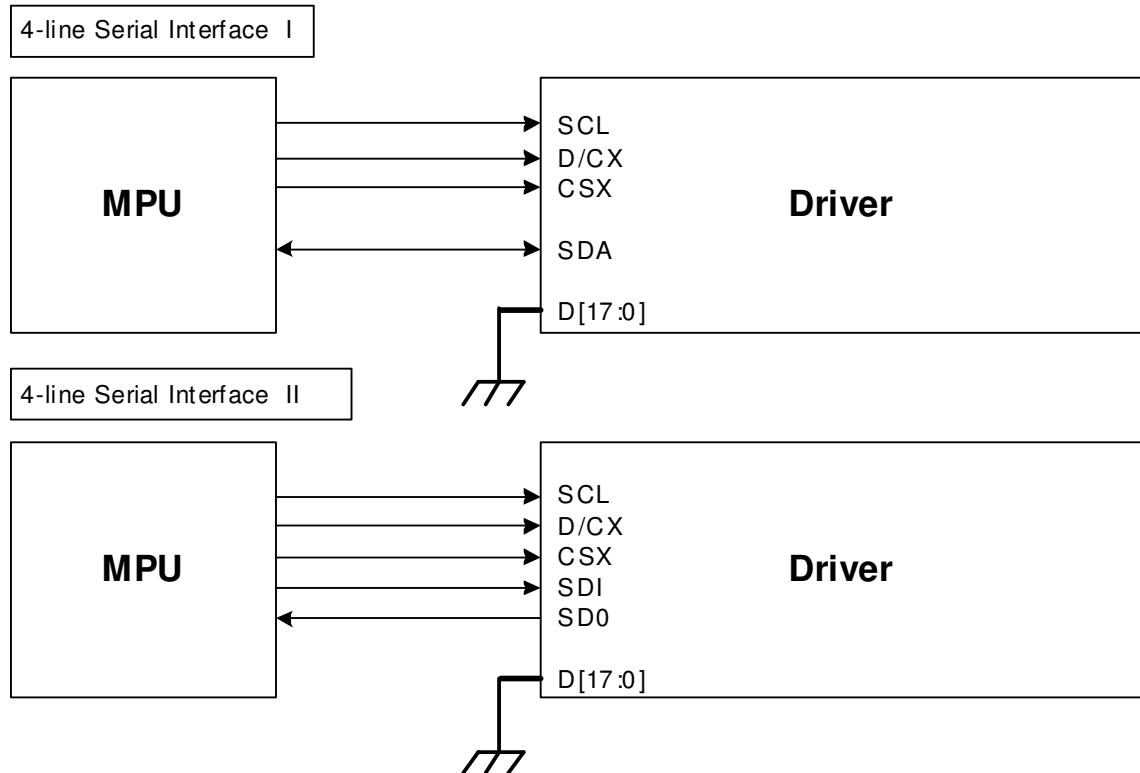 4-line Serial Interface I
MPU
SCL
D/CX
CSX
SDA
D[17:0]
Driver
4-line Serial Interface II
MPU
SCL
D/CX
CSX
SDI
SD0
D[17:0]
Driver